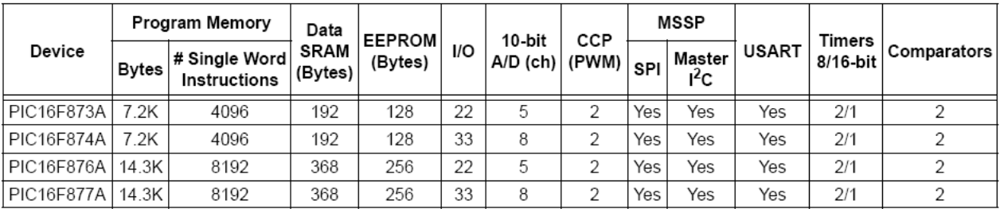 Device Program Memory Data SRAM (Bytes) EEPROM (Bytes) I/O 10-bit A/D (ch) CCP (PWM) MSSP USART Timers 8/16-bit Comparators
Bytes # Single Word Instructions SPI Master I²C
PIC16F873A 7.2K 4096 192 128 22 5 2 Yes Yes Yes 2/1 2
PIC16F874A 7.2K 4096 192 128 33 8 2 Yes Yes Yes 2/1 2
PIC16F876A 14.3K 8192 368 256 22 5 2 Yes Yes Yes 2/1 2
PIC16F877A 14.3K 8192 368 256 33 8 2 Yes Yes Yes 2/1 2